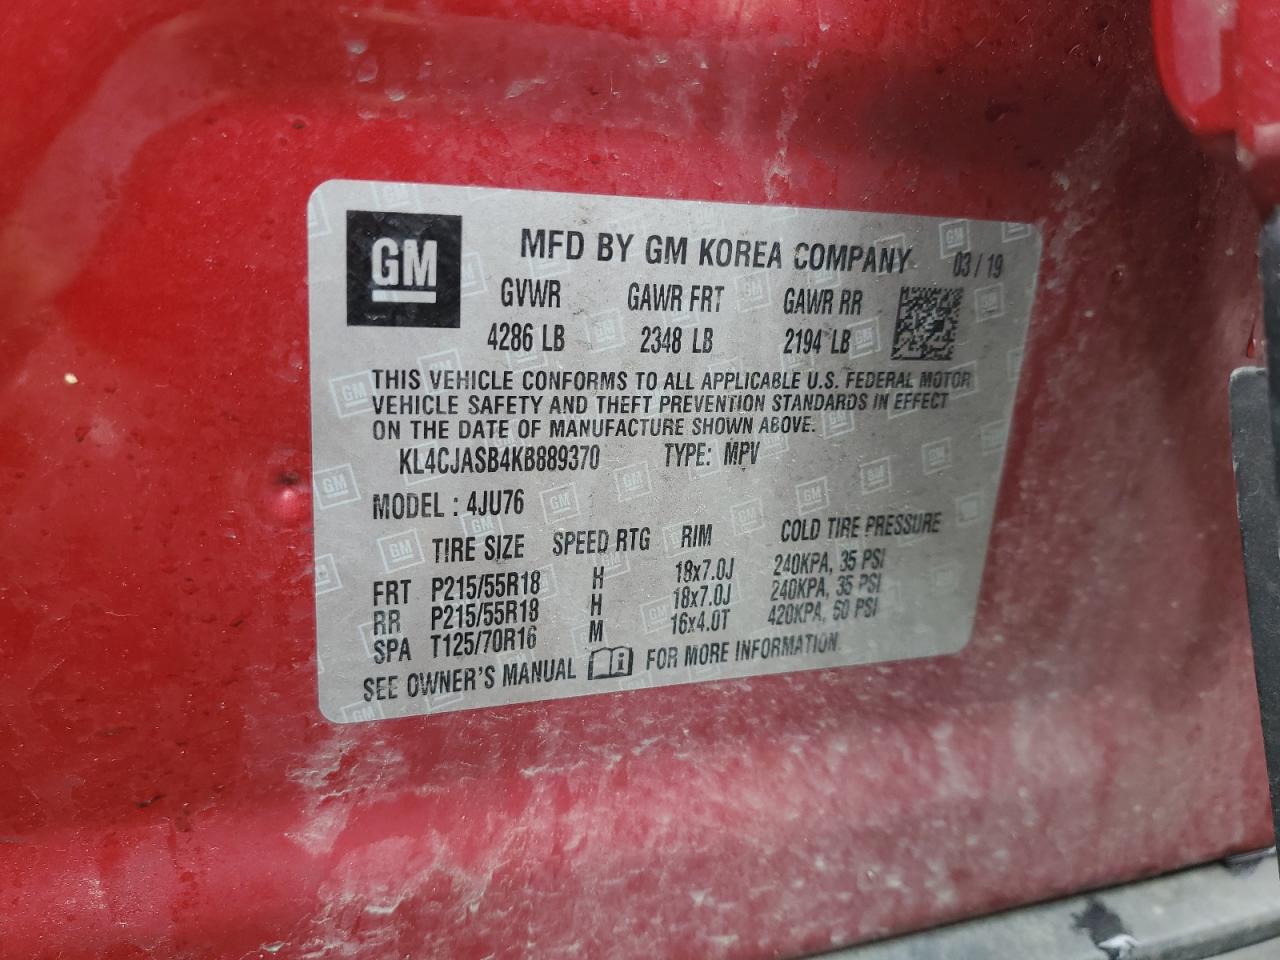 GM
MFD BY GM KOREA COMPANY 03 / 19
GVWR GAWR FRT GAWR RR
4286 LB 2348 LB 2194 LB
THIS VEHICLE CONFORMS TO ALL APPLICABLE U.S. FEDERAL MOTOR
VEHICLE SAFETY AND THEFT PREVENTION STANDARDS IN EFFECT
ON THE DATE OF MANUFACTURE SHOWN ABOVE.
KL4CJASB4KB889370 TYPE: MPV
MODEL : 4JU76
TIRE SIZE SPEED RTG RIM COLD TIRE PRESSURE
FRT P215/55R18 H 18x7.0J 240KPA, 35 PSI
RR P215/55R18 H 18x7.0J 240KPA, 35 PSI
SPA T125/70R16 M 16x4.0T 420KPA, 60 PSI
SEE OWNER'S MANUAL FOR MORE INFORMATION.